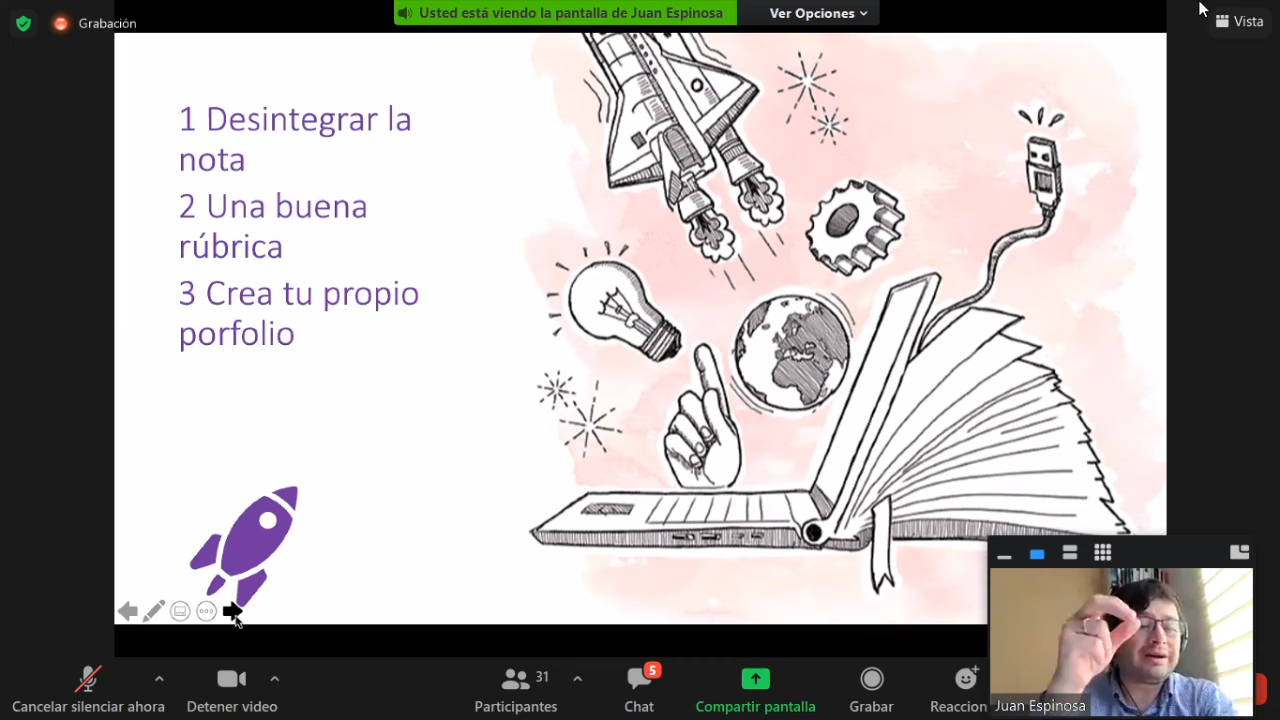 Grabación
Usted está viendo la pantalla de Juan Espinosa
Ver Opciones
Vista
1 Desintegrar la
nota
2 Una buena
rúbrica
3 Crea tu propio
porfolio
Juan Espinosa
31
5
Cancelar silenciar ahora
Detener video
Participantes
Chat
Compartir pantalla
Grabar
Reaccion